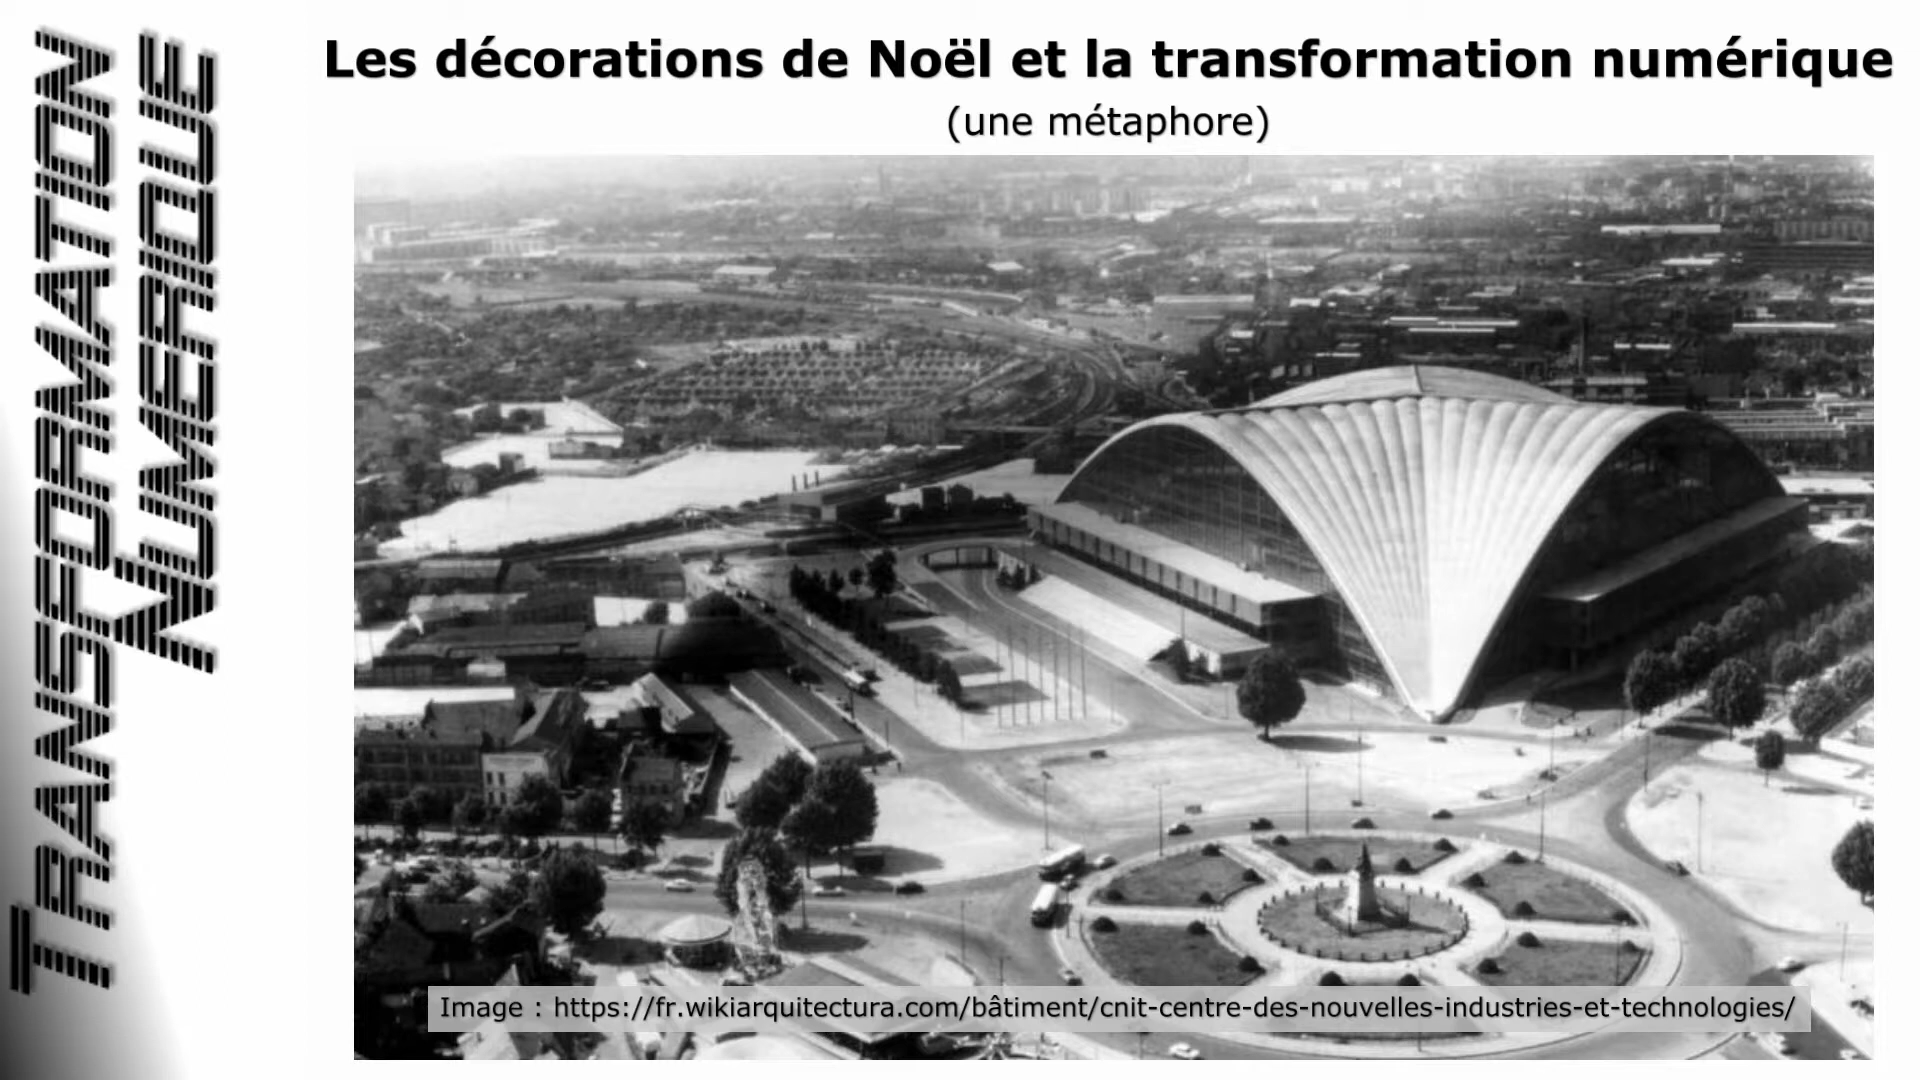 TRANSFORMATION
NUMERIQUE
Les décorations de Noël et la transformation numérique
(une métaphore)
Image : https://fr.wikiarquitectura.com/bâtiment/cnit-centre-des-nouvelles-industries-et-technologies/